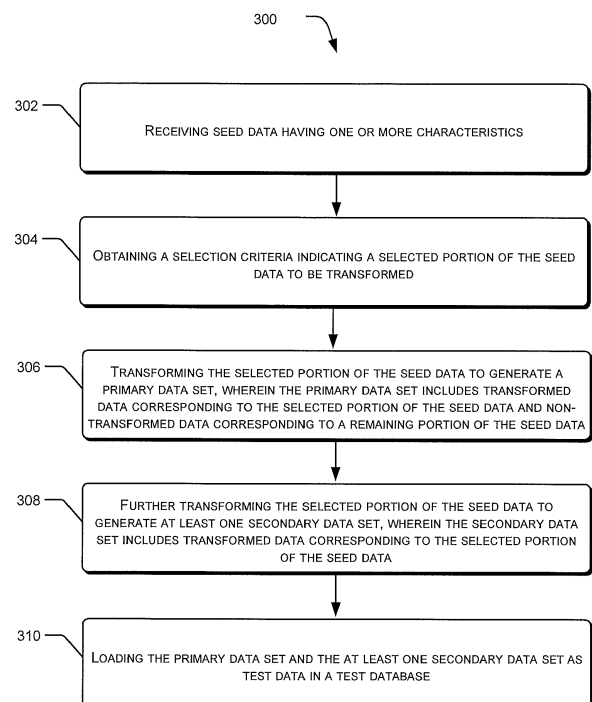 300
302
RECEIVING SEED DATA HAVING ONE OR MORE CHARACTERISTICS
304
OBTAINING A SELECTION CRITERIA INDICATING A SELECTED PORTION OF THE SEED
DATA TO BE TRANSFORMED
306
TRANSFORMING THE SELECTED PORTION OF THE SEED DATA TO GENERATE A
PRIMARY DATA SET, WHEREIN THE PRIMARY DATA SET INCLUDES TRANSFORMED
DATA CORRESPONDING TO THE SELECTED PORTION OF THE SEED DATA AND NON-
TRANSFORMED DATA CORRESPONDING TO A REMAINING PORTION OF THE SEED DATA
308
FURTHER TRANSFORMING THE SELECTED PORTION OF THE SEED DATA TO
GENERATE AT LEAST ONE SECONDARY DATA SET, WHEREIN THE SECONDARY DATA
SET INCLUDES TRANSFORMED DATA CORRESPONDING TO THE SELECTED PORTION
OF THE SEED DATA
310
LOADING THE PRIMARY DATA SET AND THE AT LEAST ONE SECONDARY DATA SET AS
TEST DATA IN A TEST DATABASE